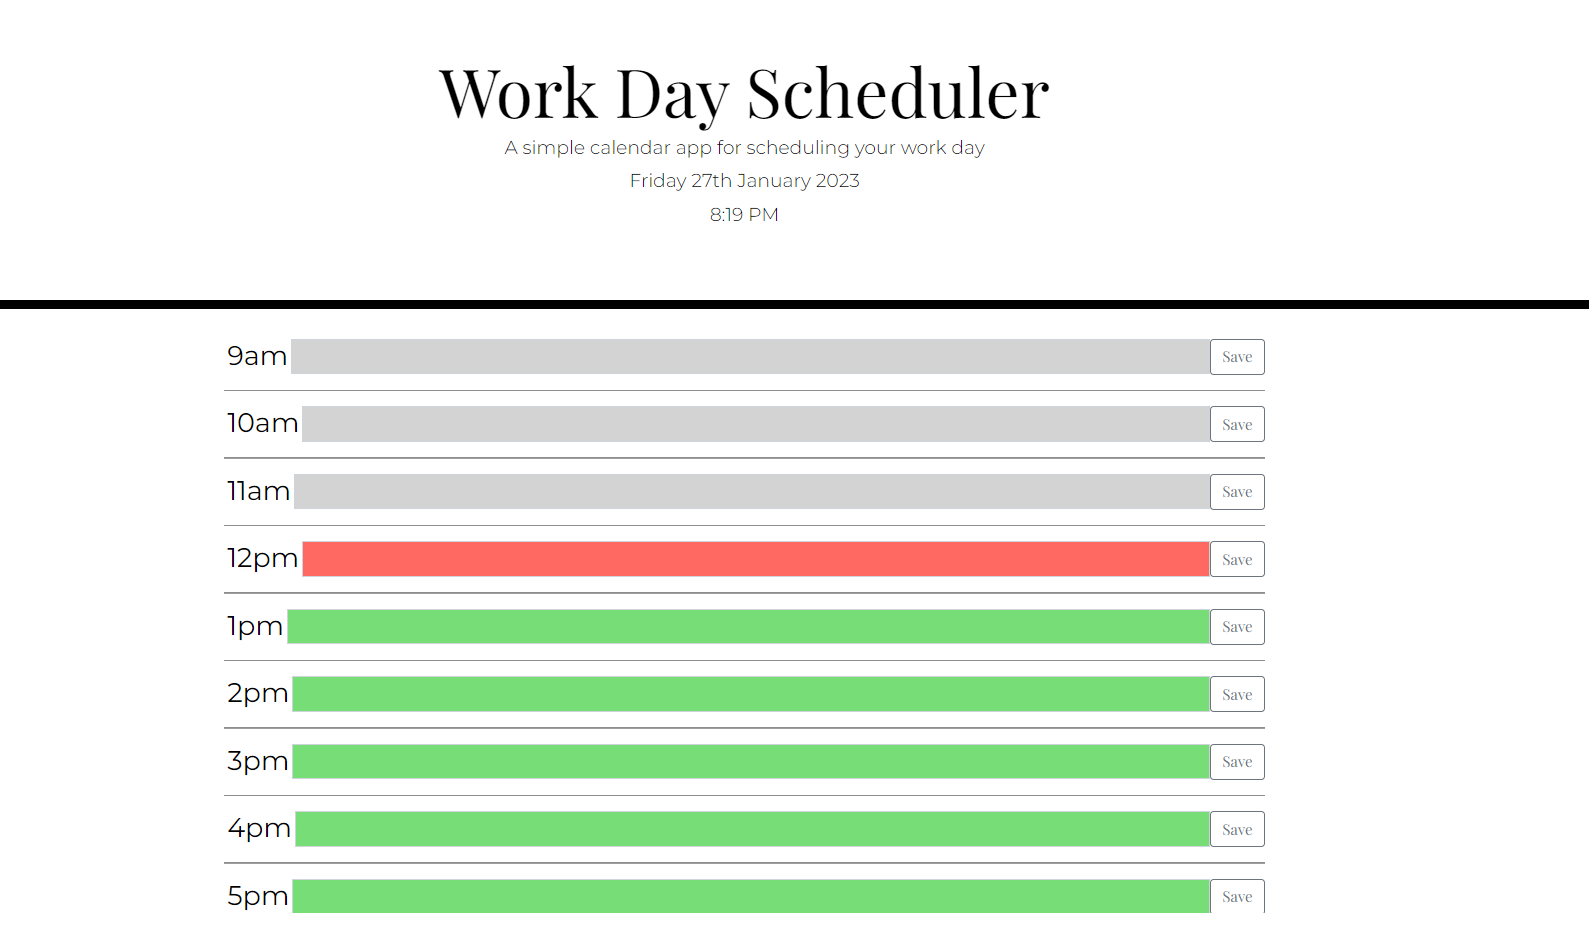 Work Day Scheduler
A simple calendar app for scheduling your work day
Friday 27th January 2023
8:19 PM
9am Save
10am Save
11am Save
12pm Save
1pm Save
2pm Save
3pm Save
4pm Save
5pm Save